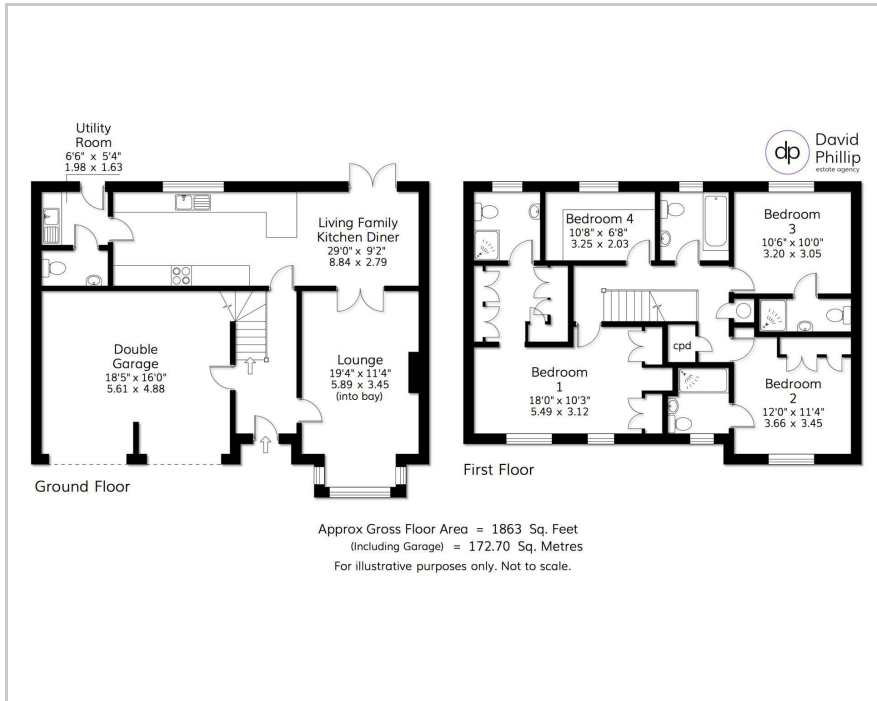 Utility
Room
6'6" x 5'4"
1.98 x 1.63
Living Family
Kitchen Diner
29'0" x 9'2"
8.84 x 2.79
Double
Garage
18'5" x 16'0"
5.61 x 4.88
Lounge
19'4" x 11'4"
5.89 x 3.45
(into bay)
Ground Floor
dp
David
Phillip
estate agency
Bedroom 4
10'8" x 6'8"
3.25 x 2.03
Bedroom
3
10'6" x 10'0"
3.20 x 3.05
cpd
Bedroom
1
18'0" x 10'3"
5.49 x 3.12
Bedroom
2
12'0" x 11'4"
3.66 x 3.45
First Floor
Approx Gross Floor Area = 1863 Sq. Feet
(Including Garage) = 172.70 Sq. Metres
For illustrative purposes only. Not to scale.